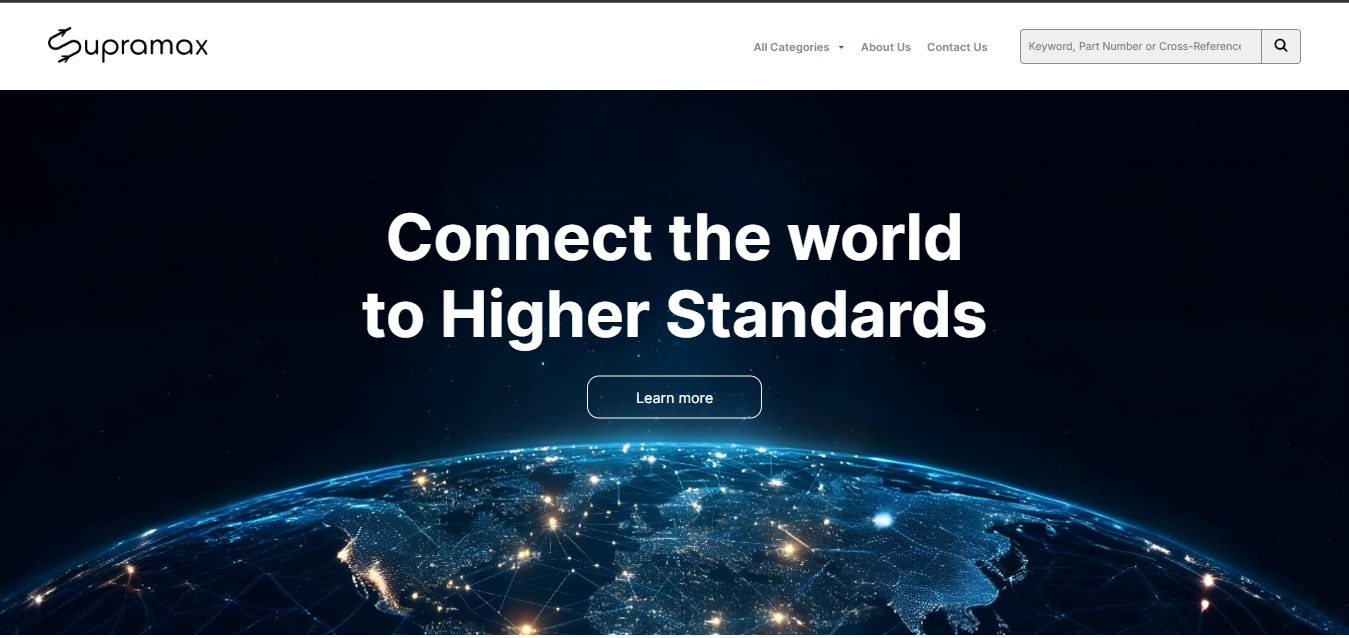 Supramax
All Categories
About Us
Contact Us
Keyword, Part Number or Cross-Reference
Connect the world
to Higher Standards
Learn more